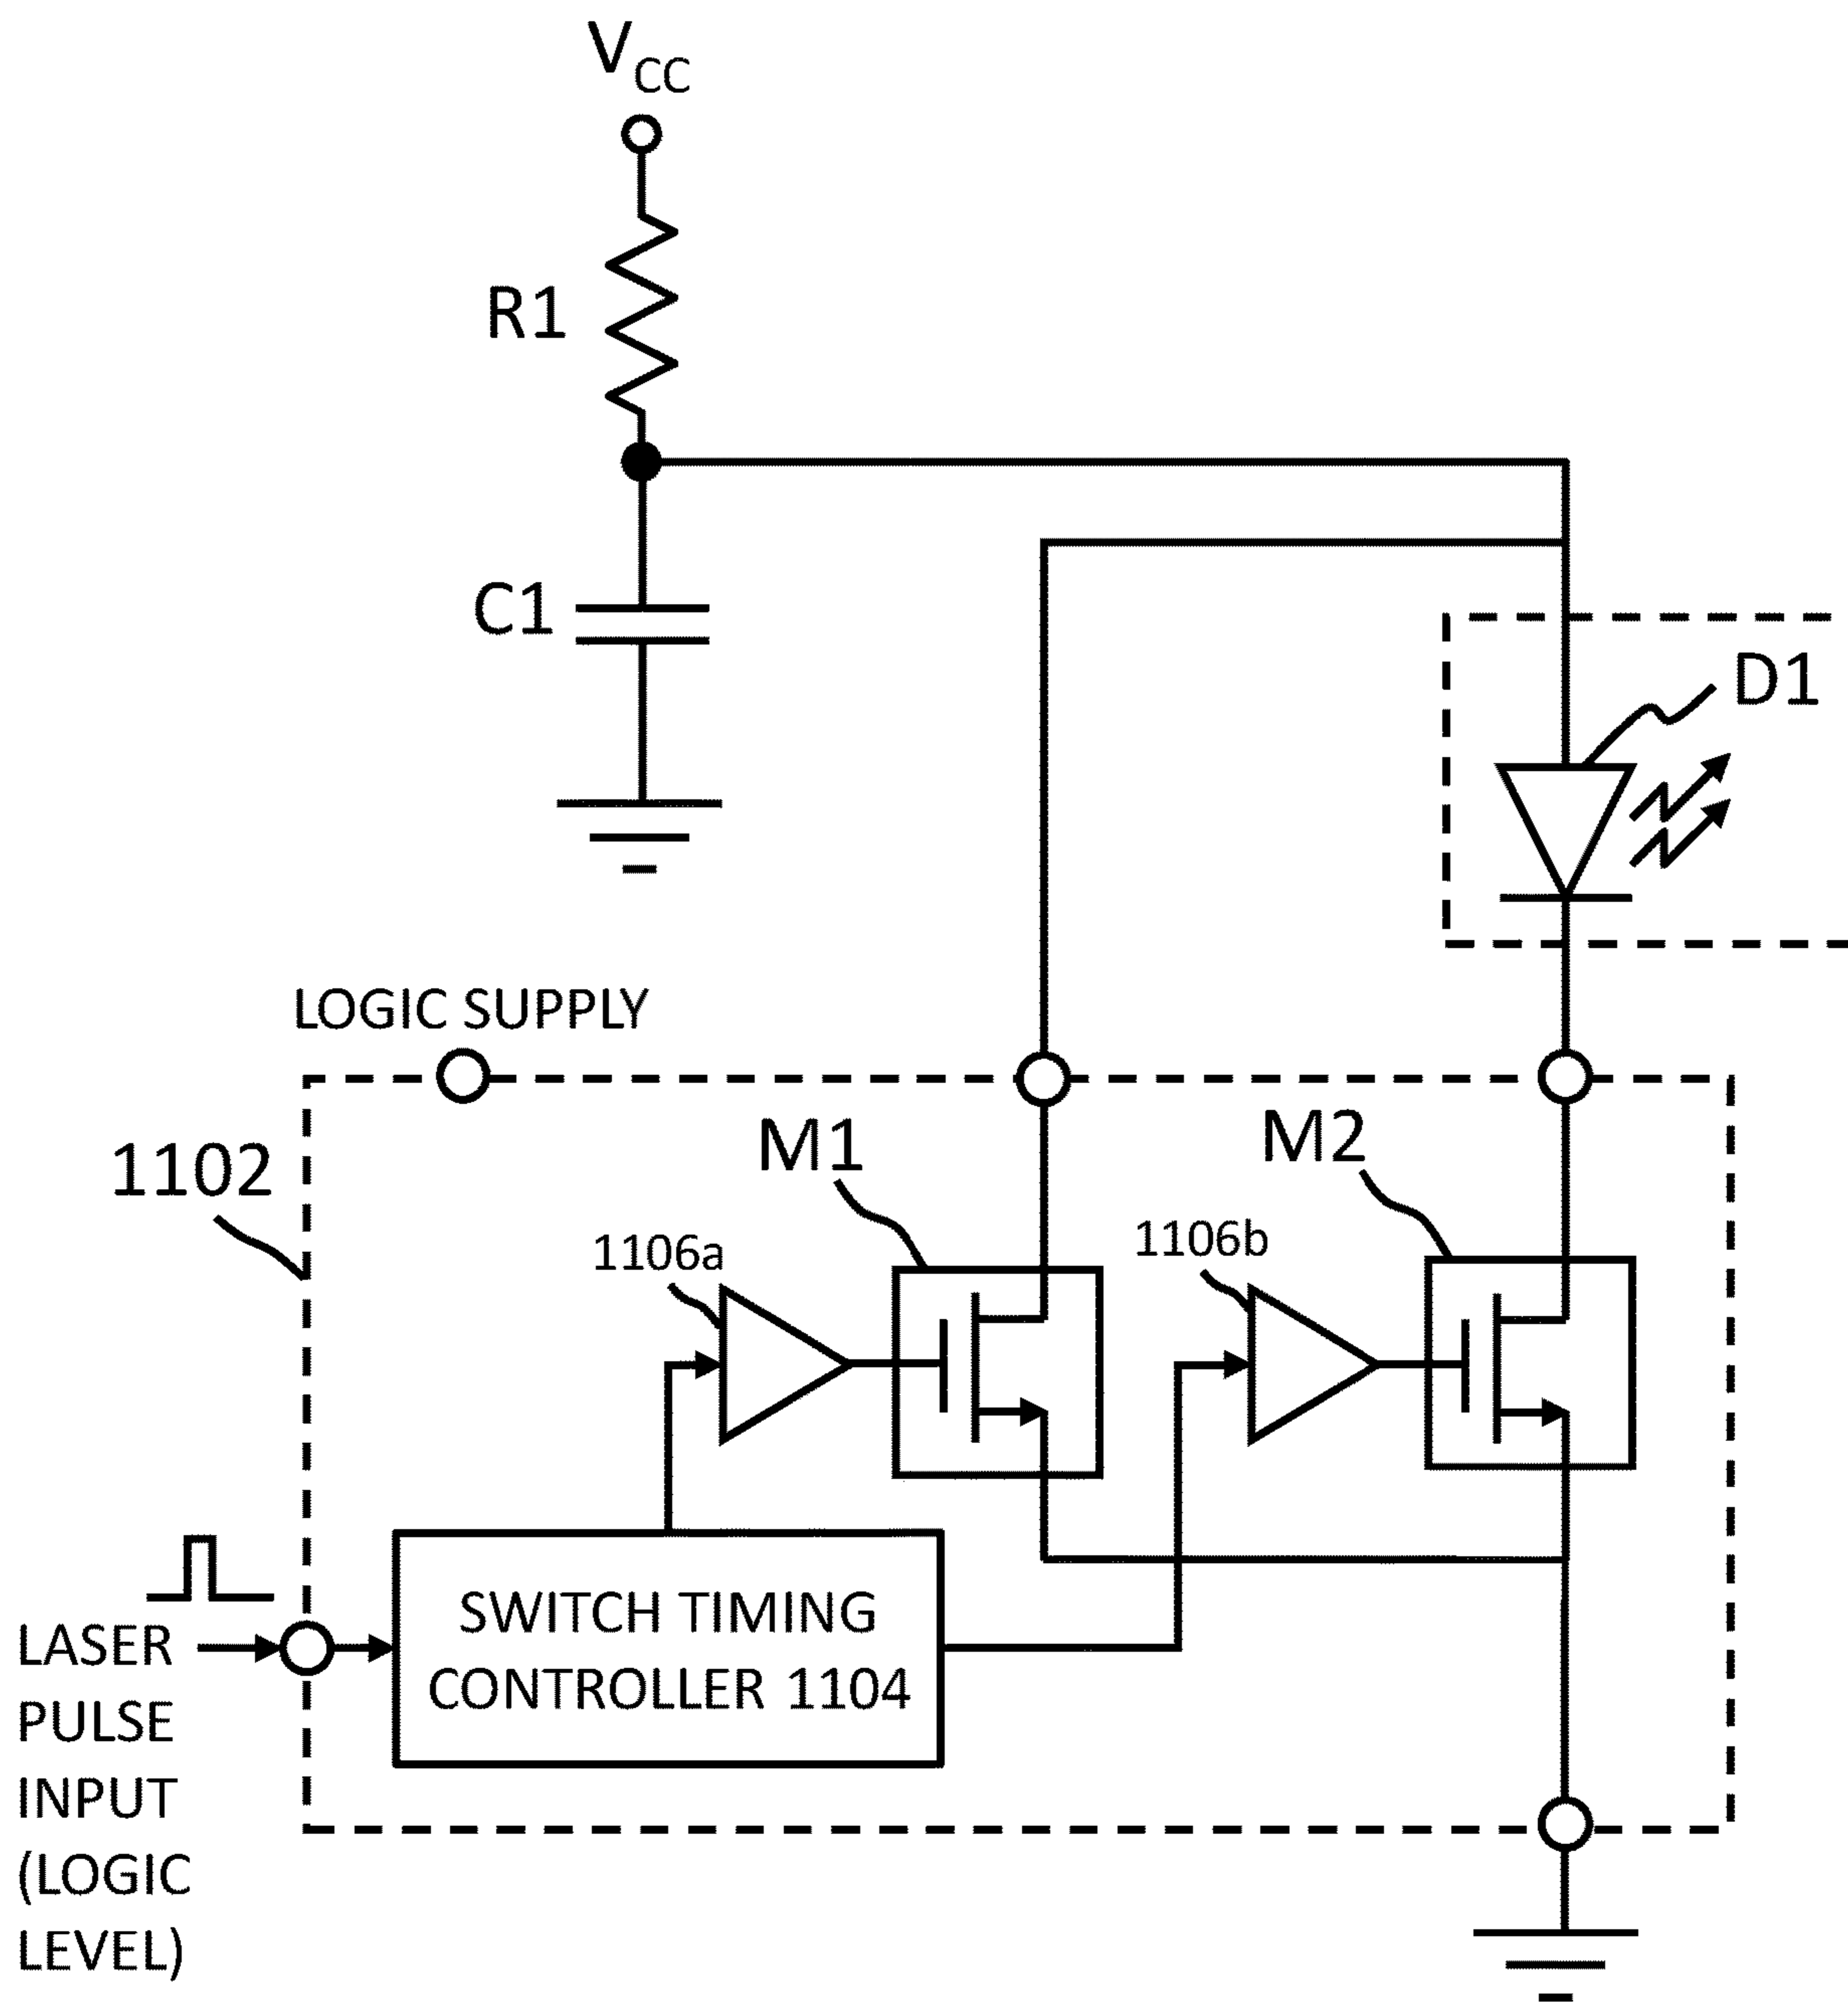 VCC
R1
C1
D1
LOGIC SUPPLY
1102
M1
M2
1106a
1106b
SWITCH TIMING
CONTROLLER 1104
LASER
PULSE
INPUT
(LOGIC
LEVEL)